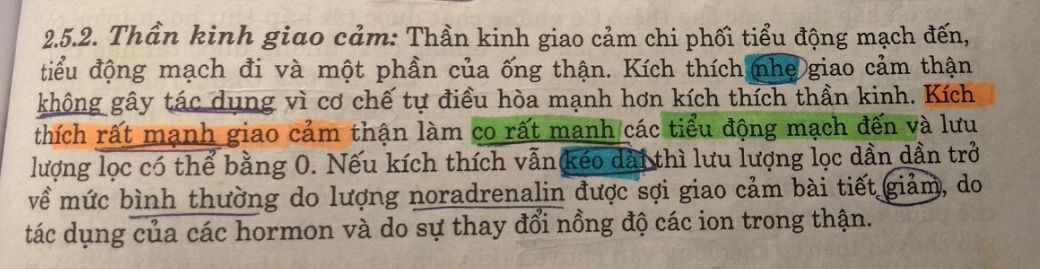 2.5.2. Thần kinh giao cảm: Thần kinh giao cảm chi phối tiểu động mạch đến,
tiểu động mạch đi và một phần của ống thận. Kích thích nhẹ giao cảm thận
không gây tác dụng vì cơ chế tự điều hòa mạnh hơn kích thích thần kinh. Kích
thích rất mạnh giao cảm thận làm co rất mạnh các tiểu động mạch đến và lưu
lượng lọc có thể bằng 0. Nếu kích thích vẫn kéo dài thì lưu lượng lọc dần dần trở
về mức bình thường do lượng noradrenalin được sợi giao cảm bài tiết giảm, do
tác dụng của các hormon và do sự thay đổi nồng độ các ion trong thận.